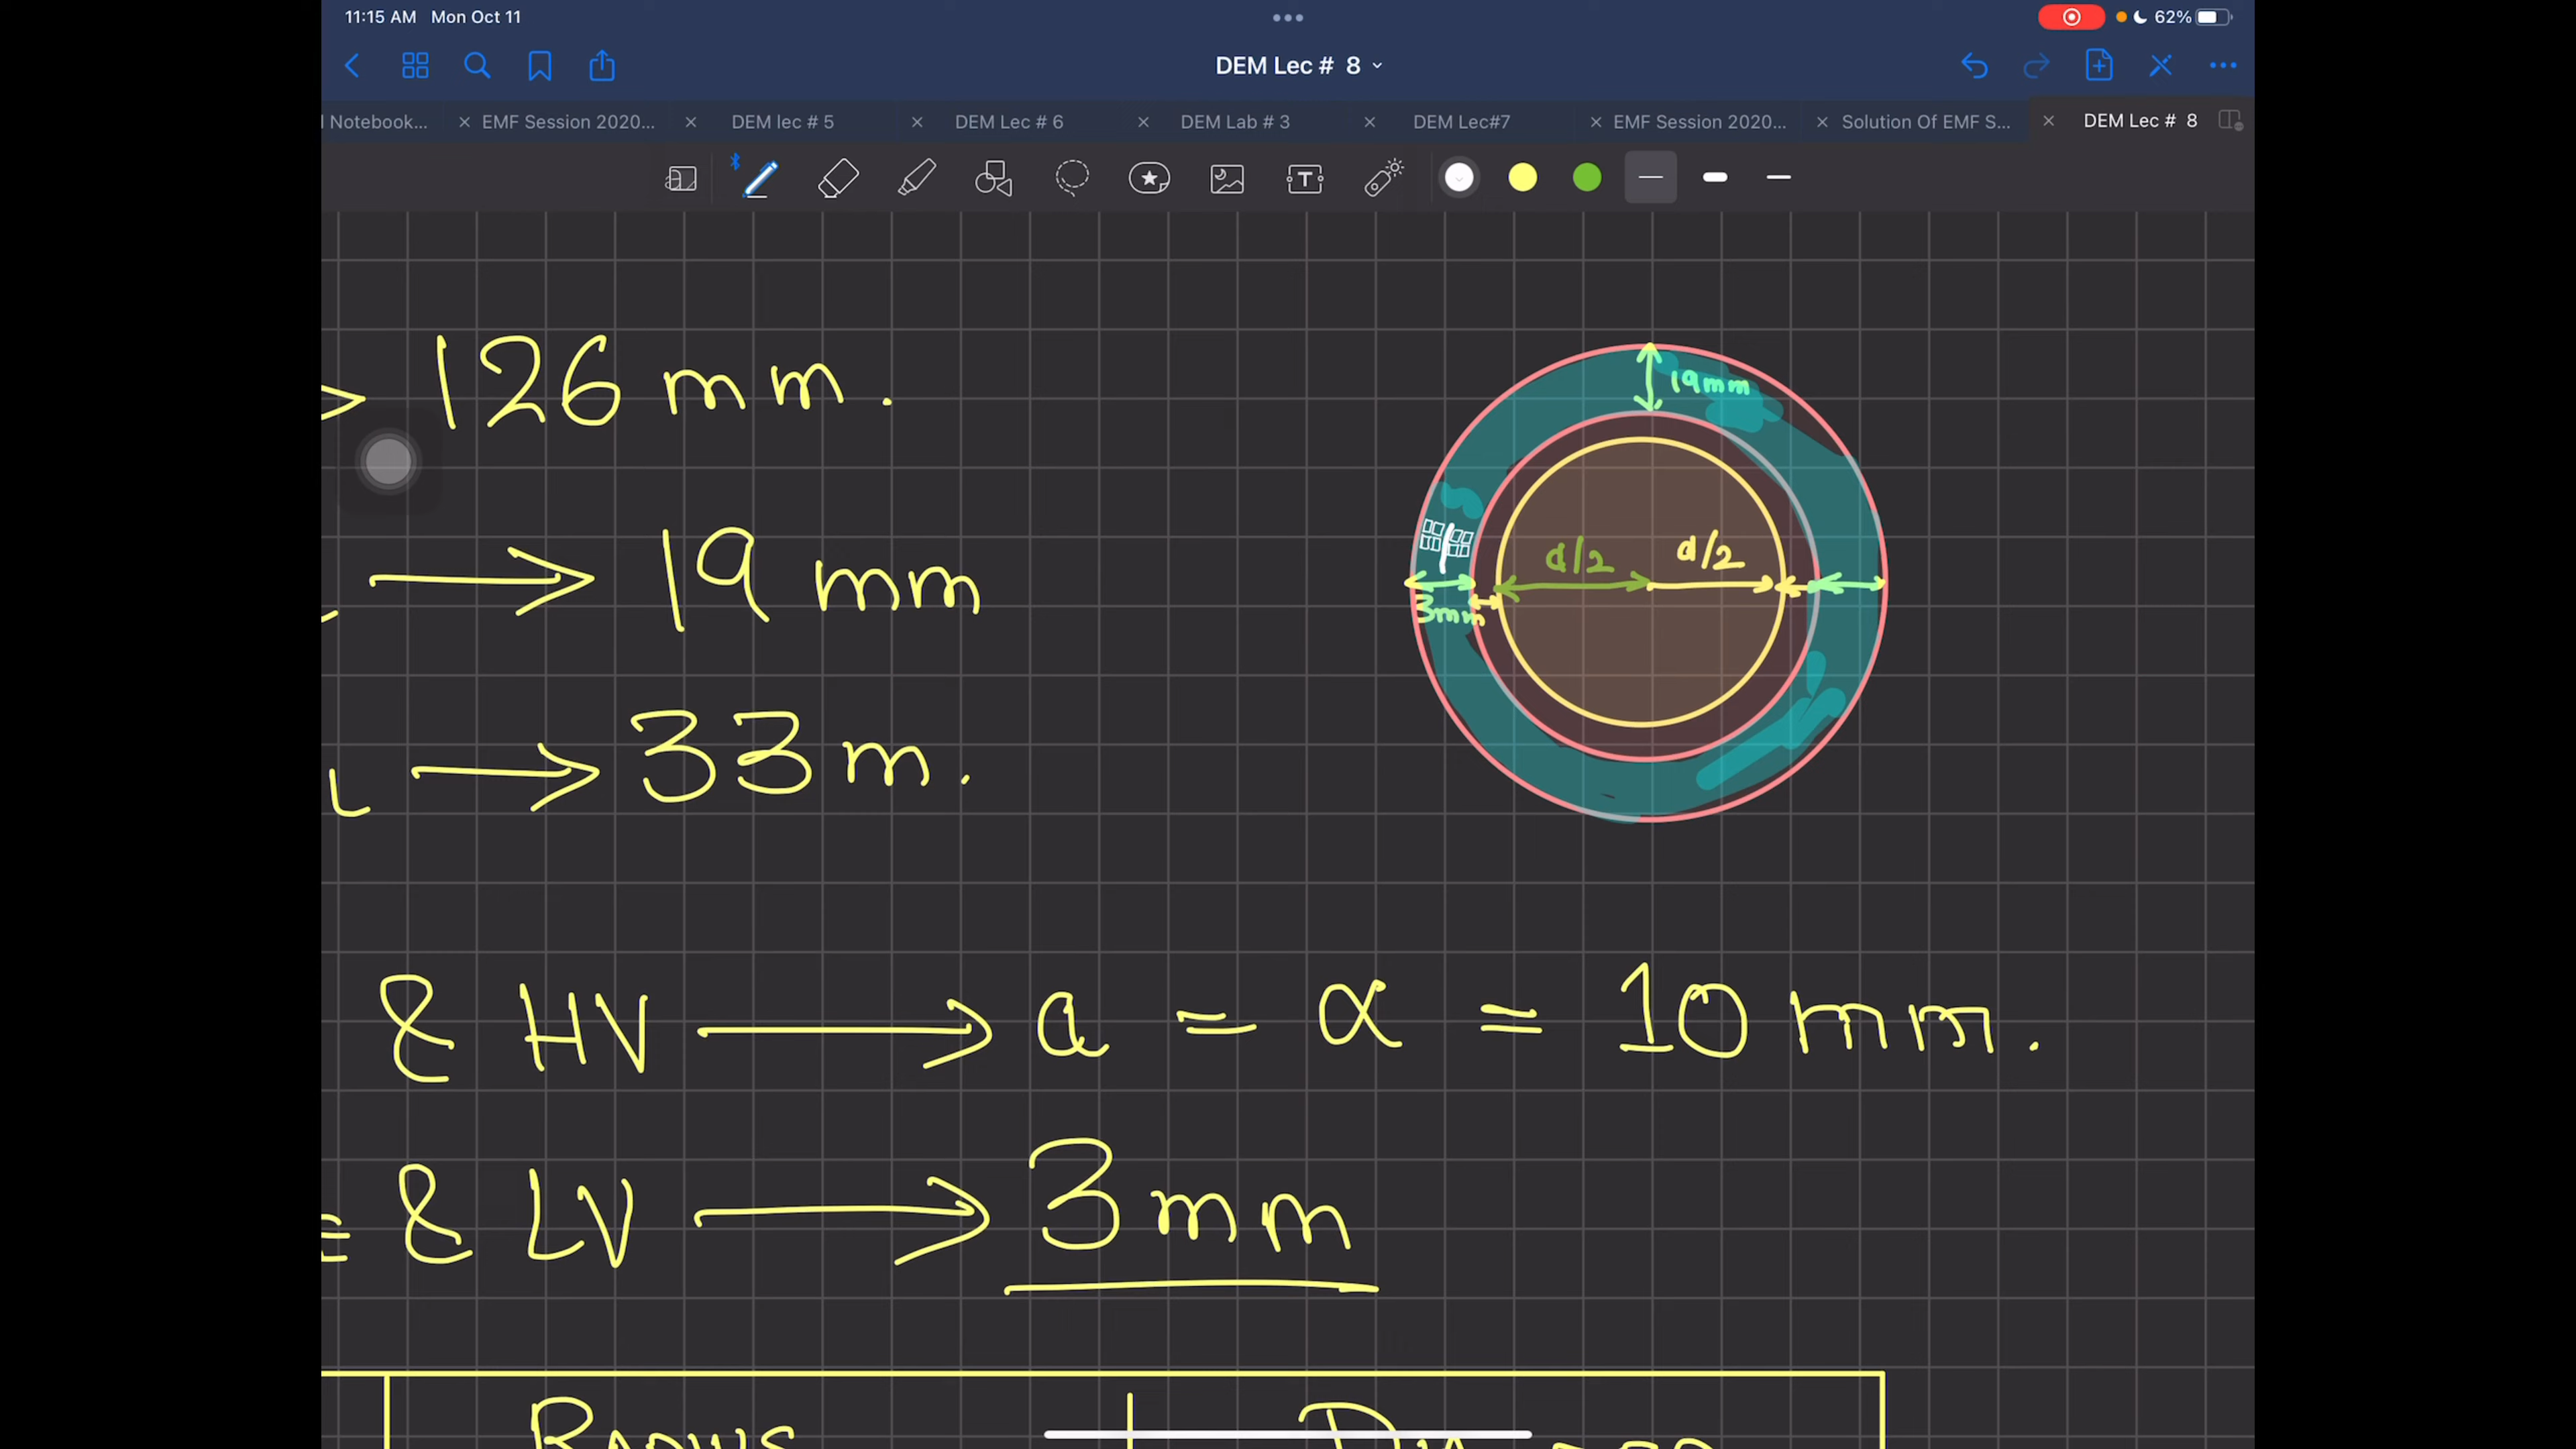 11:15 AM Mon Oct 11
62%
DEM Lec # 8
Notebook... EMF Session 2020... DEM lec # 5 DEM Lec # 6 DEM Lab # 3 DEM Lec#7 EMF Session 2020... Solution Of EMF S... DEM Lec # 8
126 mm.
19 mm
d/2 d/2
3mm
19 mm
33 m.
& HV → a = α = 10 mm.
= & LV → 3 mm